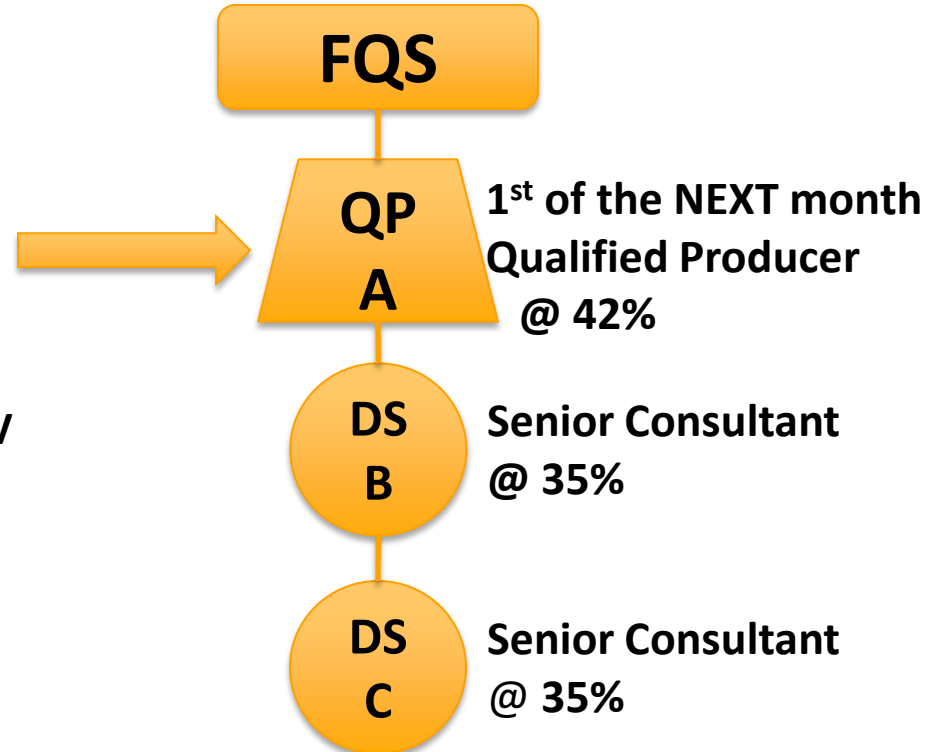 FQS
QP
A
1st of the NEXT month
Qualified Producer
@ 42%
DS
B
Senior Consultant
@ 35%
DS
C
Senior Consultant
@ 35%